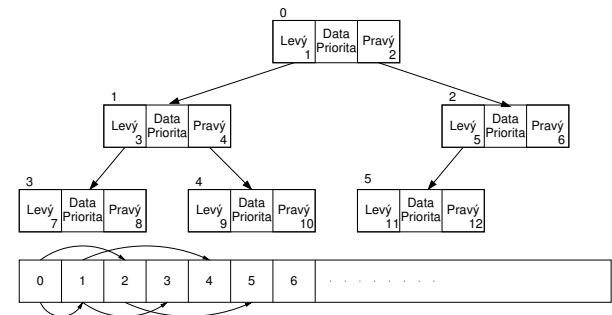 0
Levý 1 Data Priorita Pravý 2
1
Levý 3 Data Priorita Pravý 4
2
Levý 5 Data Priorita Pravý 6
3
Levý 7 Data Priorita Pravý 8
4
Levý 9 Data Priorita Pravý 10
5
Levý 11 Data Priorita Pravý 12
0 1 2 3 4 5 6 . . . . . . . .